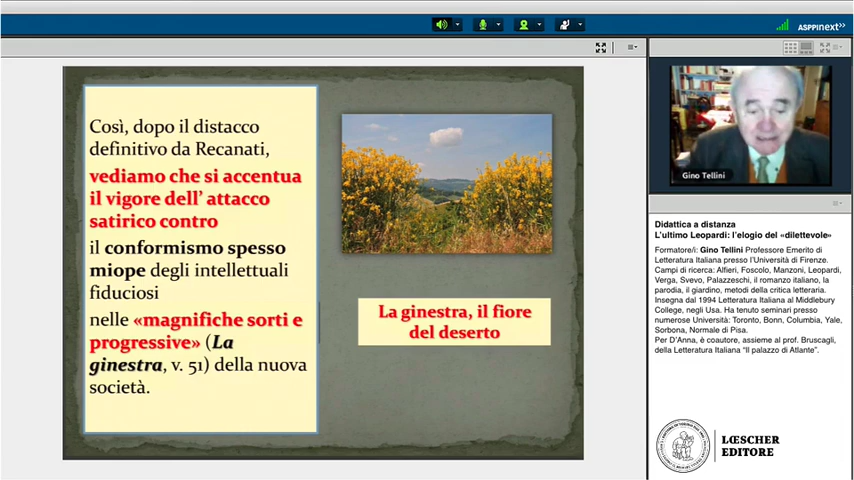 ASPPInext>>
Così, dopo il distacco
definitivo da Recanati,
vediamo che si accentua
il vigore dell' attacco
satirico contro
il conformismo spesso
miope degli intellettuali
fiduciosi
nelle «magnifiche sorti e
progressive» (La
ginestra, v. 51) della nuova
società.
La ginestra, il fiore
del deserto
Gino Tellini
Didattica a distanza
L'ultimo Leopardi: l'elogio del «dilettevole»
Formatore/i: Gino Tellini Professore Emerito di
Letteratura Italiana presso l'Università di Firenze.
Campi di ricerca: Alfieri, Foscolo, Manzoni, Leopardi,
Verga, Svevo, Palazzeschi, il romanzo italiano, la
parodia, il giardino, metodi della critica letteraria.
Insegna dal 1994 Letteratura Italiana al Middlebury
College, negli Usa. Ha tenuto seminari presso
numerose Università: Toronto, Bonn, Columbia, Yale,
Sorbona, Normale di Pisa.
Per D'Anna, è coautore, assieme al prof. Bruscagli,
della Letteratura Italiana "Il palazzo di Atlante".
LŒSCHER
EDITORE